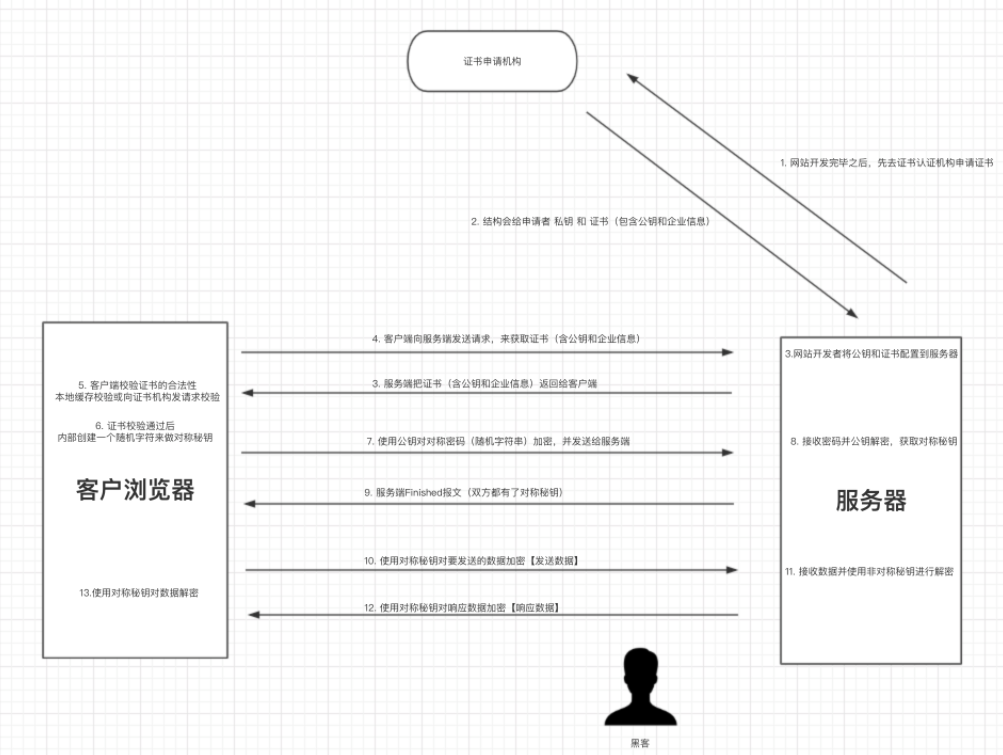 证书申请机构
1. 网站开发完毕之后，先去证书认证机构申请证书
2. 结构会给申请者 私钥 和 证书（包含公钥和企业信息）
4. 客户端向服务端发送请求，来获取证书（含公钥和企业信息）
3.网站开发者将公钥和证书配置到服务器
5. 客户端校验证书的合法性
本地缓存校验或向证书机构发请求校验
3. 服务端把证书（含公钥和企业信息）返回给客户端
6. 证书校验通过后
内部创建一个随机字符来做对称秘钥
7. 使用公钥对对称密码（随机字符串）加密，并发送给服务端
8. 接收密码并公钥解密，获取对称秘钥
客户浏览器
9. 服务端Finished报文（双方都有了对称秘钥）
服务器
10. 使用对称秘钥对要发送的数据加密【发送数据】
11. 接收数据并使用非对称秘钥进行解密
13.使用对称秘钥对数据解密
12. 使用对称秘钥对响应数据加密【响应数据】
黑客